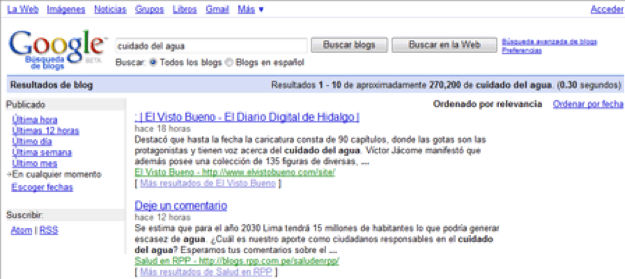 La Web Imágenes Noticias Grupos Libros Gmail Más ▼ Acceder
Google BETA
Búsqueda de blogs
cuidado del agua Buscar blogs Buscar en la Web Búsqueda avanzada de blogs
Preferencias
Buscar: Todos los blogs Blogs en español
Resultados de blog Resultados 1 - 10 de aproximadamente 270,200 de cuidado del agua. (0.30 segundos)
Ordenado por relevancia Ordenar por fecha
Publicado
Última hora
Últimas 12 horas
Último día
Última semana
Último mes
En cualquier momento
Escoger fechas
Suscribir:
Atom | RSS
: | El Visto Bueno - El Diario Digital de Hidalgo |
hace 18 horas
Destacó que hasta la fecha la caricatura consta de 90 capítulos, donde las gotas son las
protagonistas y tienen voz acerca del cuidado del agua. Víctor Jácome manifestó que
además posee una colección de 135 figuras de diversas, ...
El Visto Bueno - http://www.elvistobueno.com/site/
[ Más resultados de El Visto Bueno ]
Deje un comentario
hace 12 horas
Se estima que para el año 2030 Lima tendrá 15 millones de habitantes lo que podría generar
escasez de agua. ¿Cuál es nuestro aporte como ciudadanos responsables en el cuidado
del agua? Esperamos tus comentarios sobre el ....
Salud en RPP - http://blogs.rpp.com.pe/saludenrpp/
[ Más resultados de Salud en RPP ]